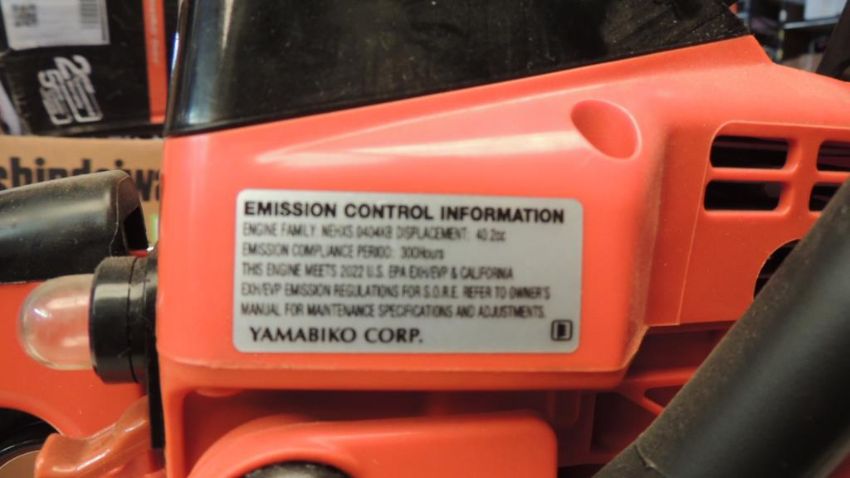 shindaiwa
EMISSION CONTROL INFORMATION
ENGINE FAMILY: NEHXS.0404KB DISPLACEMENT: 40.2cc
EMISSION COMPLIANCE PERIOD: 300Hours
THIS ENGINE MEETS 2022 U.S. EPA EXH/EVP & CALIFORNIA
EXH/EVP EMISSION REGULATIONS FOR S.O.R.E. REFER TO OWNER'S
MANUAL FOR MAINTENANCE SPECIFICATIONS AND ADJUSTMENTS.
YAMABIKO CORP.